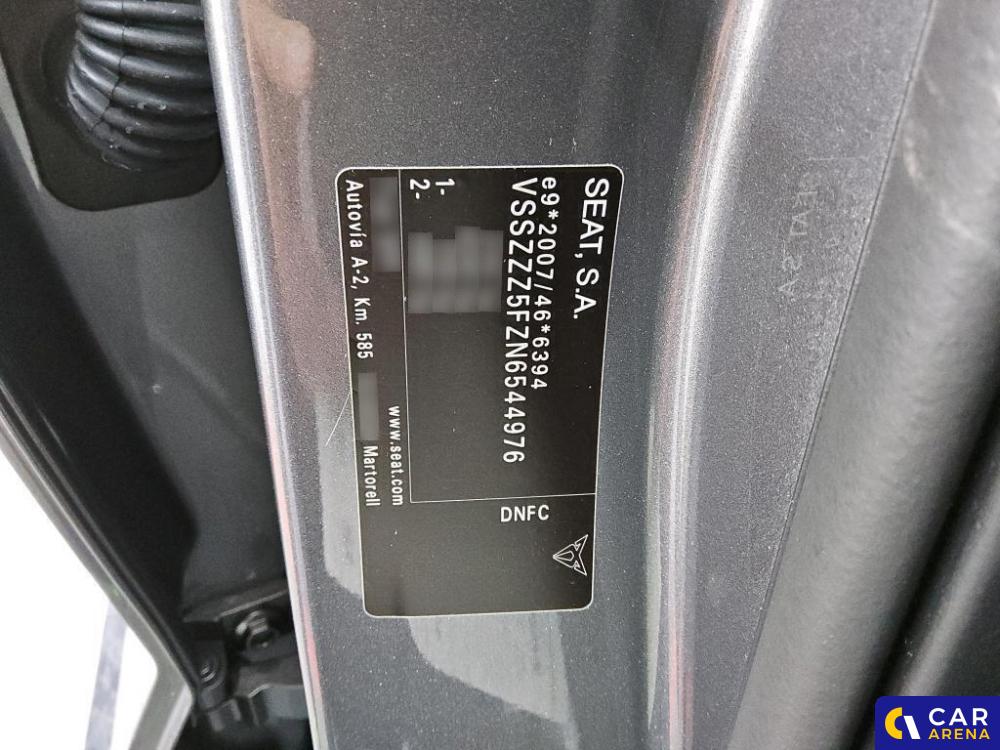 SEAT, S.A.
e9*2007/46*6394
VSSZZZ5FZN6544976
1-
2-
DNFC
www.seat.com
Autovía A-2, Km. 585 Martorell
CAR
ARENA